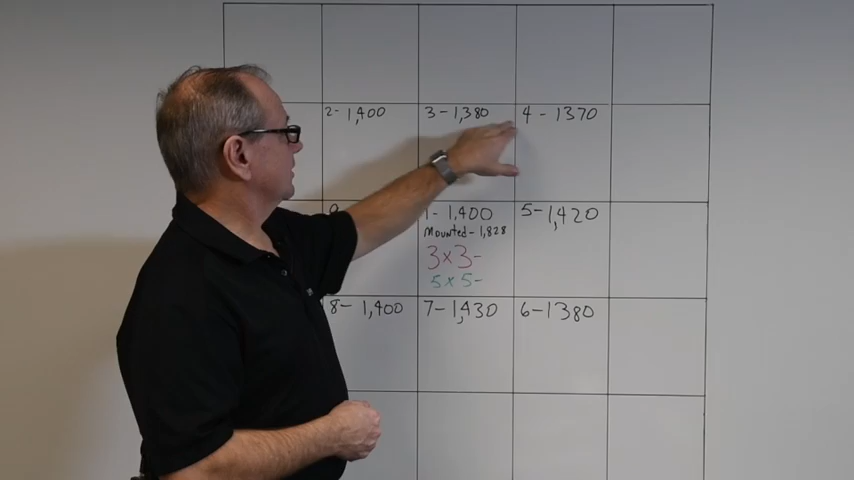 2- 1,400
3-1,380
4 - 1370
1- 1,400
Mounted- 1,828
3x3-
5x5-
5-1,420
8- 1,400
7-1,430
6-1380